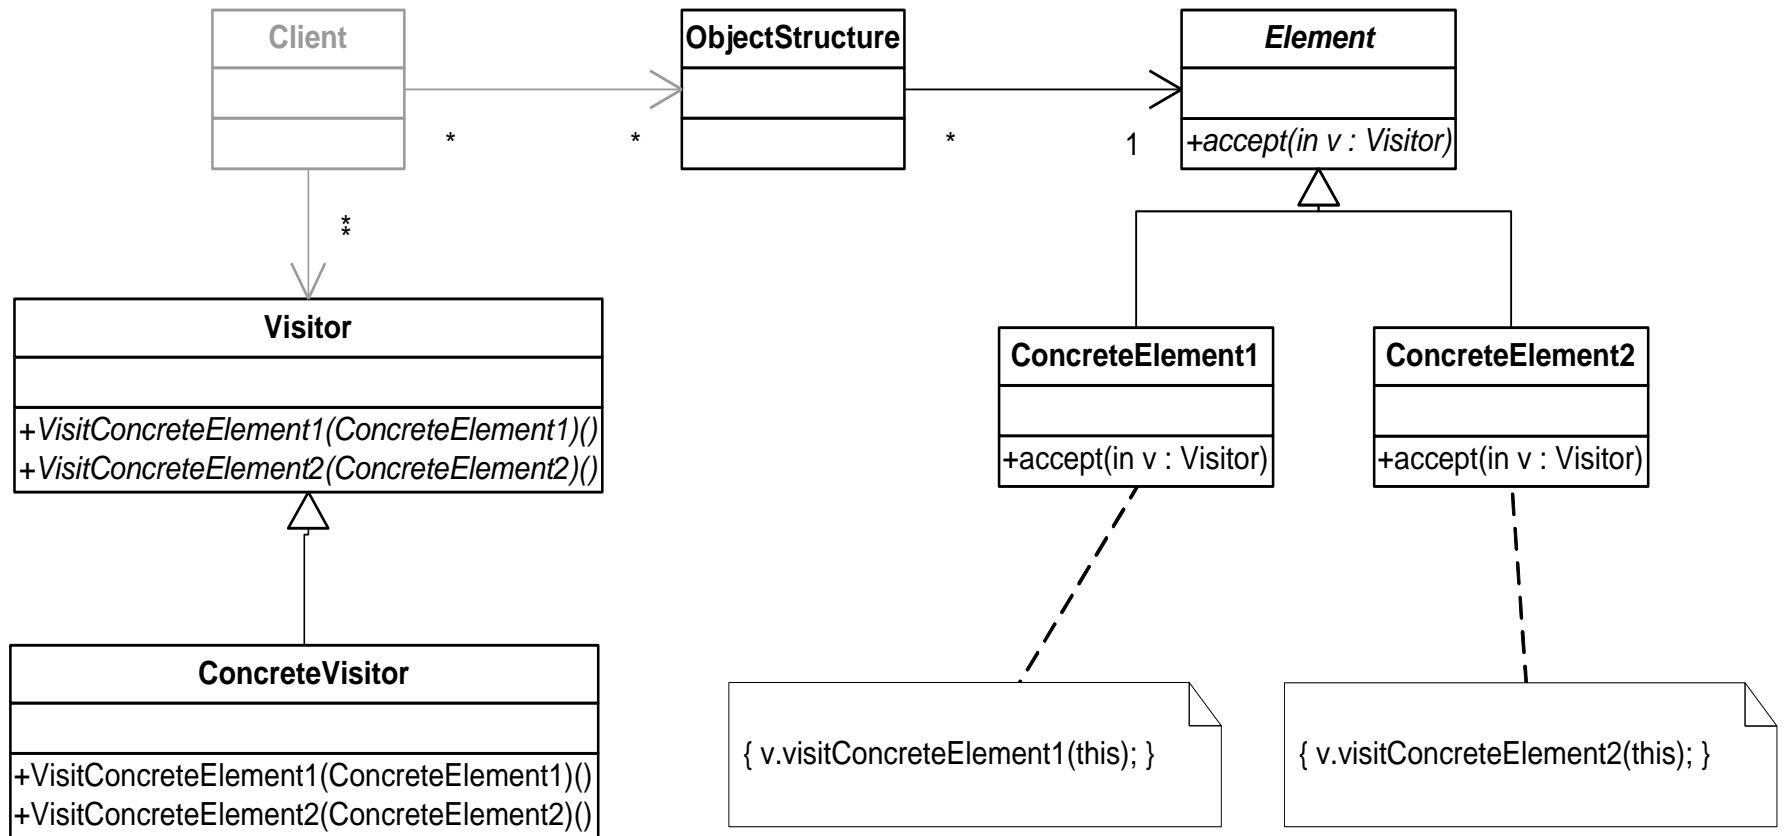 Client
ObjectStructure
Element
+accept(in v : Visitor)
*
*
*
1
*
*
Visitor
+VisitConcreteElement1(ConcreteElement1)()
+VisitConcreteElement2(ConcreteElement2)()
ConcreteElement1
+accept(in v : Visitor)
ConcreteElement2
+accept(in v : Visitor)
ConcreteVisitor
+VisitConcreteElement1(ConcreteElement1)()
+VisitConcreteElement2(ConcreteElement2)()
{ v.visitConcreteElement1(this); }
{ v.visitConcreteElement2(this); }